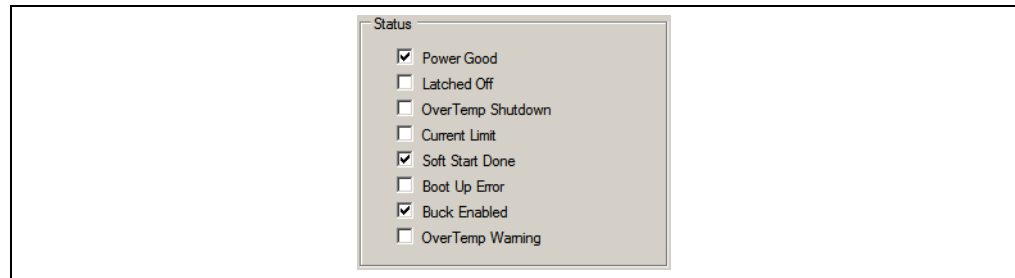 Status
Power Good
Latched Off
OverTemp Shutdown
Current Limit
Soft Start Done
Boot Up Error
Buck Enabled
OverTemp Warning